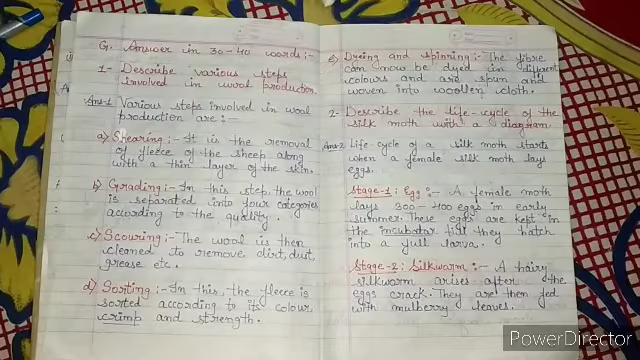 G. Answer in 30-40 words:-
1- Describe various steps
involved in wool production.
Ans-1 Various steps involved in wool
production are:-
a) Shearing:- It is the removal
of fleece of the sheep along
with a thin layer of the skin.
b) Grading:- In this step the wool
is separated into four categories
according to the quality.
c) Scouring:- The wool is then
cleaned to remove dirt, dust,
grease etc.
d) Sorting:- In this, the fleece is
sorted according to its colour
crimp and strength.
e) Dyeing and spinning:- The fibre
can now be dyed in different
colours and are spun and
woven into woollen cloth.
2- Describe the life-cycle of the
silk moth with a diagram.
Ans-2 Life-cycle of a silk moth starts
when a female silk moth lays
eggs.
Stage-1: Egg:- A female moth
lays 300-400 eggs in early
summer. These eggs are kept in
the incubator till they hatch
into a full larva.
Stage-2: Silkworm:- A hairy
silkworm arises after the
eggs crack. They are then fed
with mulberry leaves.
PowerDirector